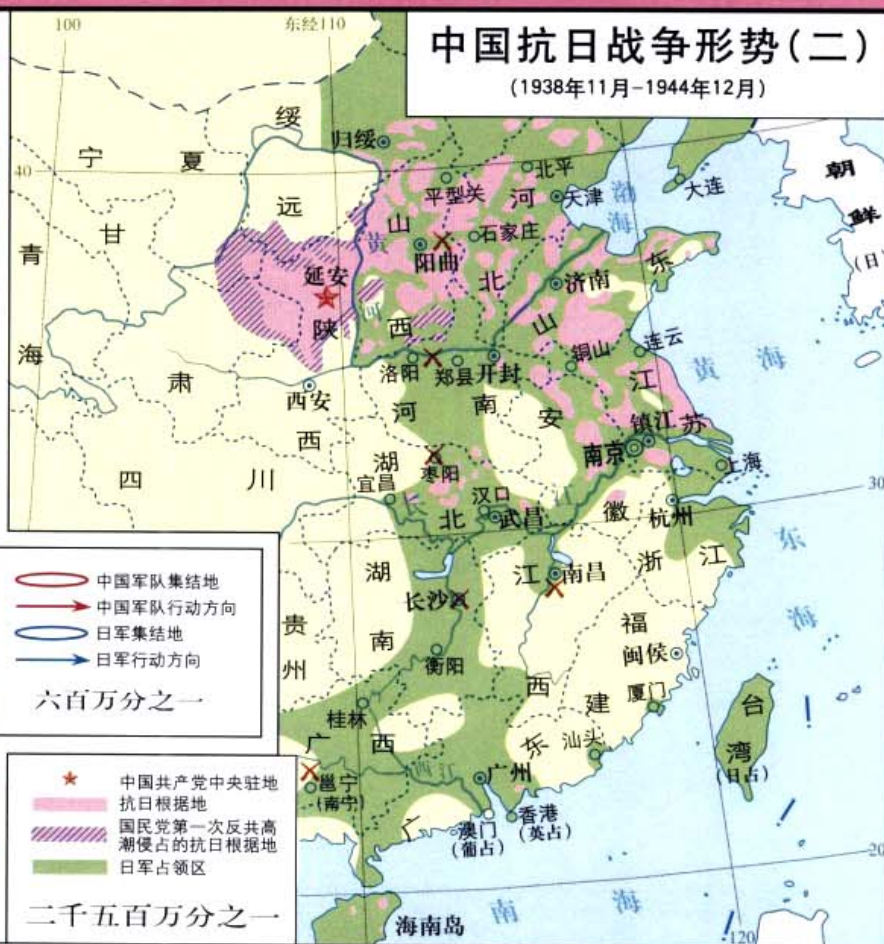 中国抗日战争形势(二)
(1938年11月-1944年12月)
100
东经110
绥
归绥
宁
夏
40
北平
朝
平型关
河
天津
渤
海
大连
鲜
远
甘
山
石家庄
(日)
青
黄
阳曲
延安
北
济南
东
陕
河
山
海
西
连云
铜山
黄
海
洛阳
郑县
开封
肃
江
西安
河
南
安
西
镇江
苏
湖
枣阳
南京
上海
四
川
宜昌
汉口
30
长
北
武昌
江
徽
杭州
东
中国军队集结地
中国军队行动方向
日军集结地
日军行动方向
六百万分之一
湖
江
南昌
浙
江
长沙
海
贵
南
福
州
闽侯
衡阳
西
建
厦门
桂林
台
广
西
东
汕头
湾
(日占)
西江
广州
邕宁
(南宁)
广
澳门
(葡占)
香港
(英占)
中国共产党中央驻地
抗日根据地
国民党第一次反共高
潮侵占的抗日根据地
日军占领区
二千五百万分之一
20
海南岛
南
海
120